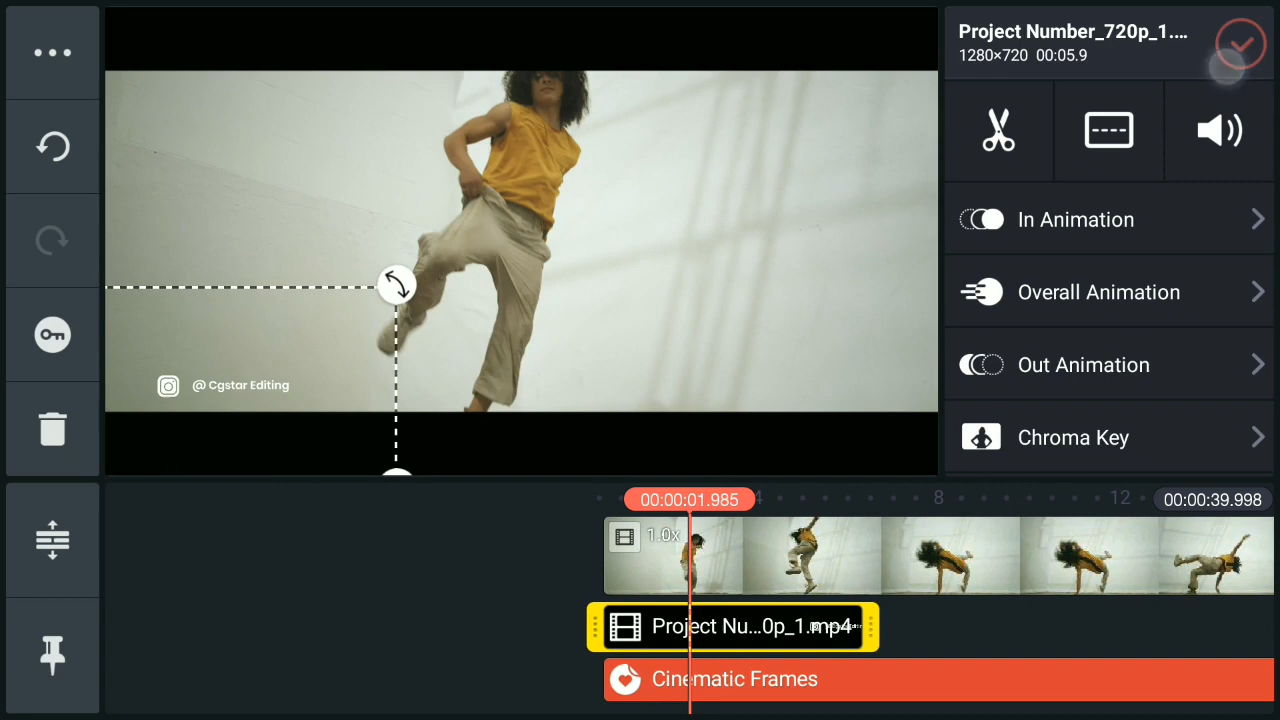 Project Number_720p_1....
1280×720 00:05.9
In Animation
Overall Animation
Out Animation
Chroma Key
@ Cgstar Editing
00:00:01.985
4
8
12
00:00:39.998
1.0x
Project Nu...0p_1.mp4
Cinematic Frames